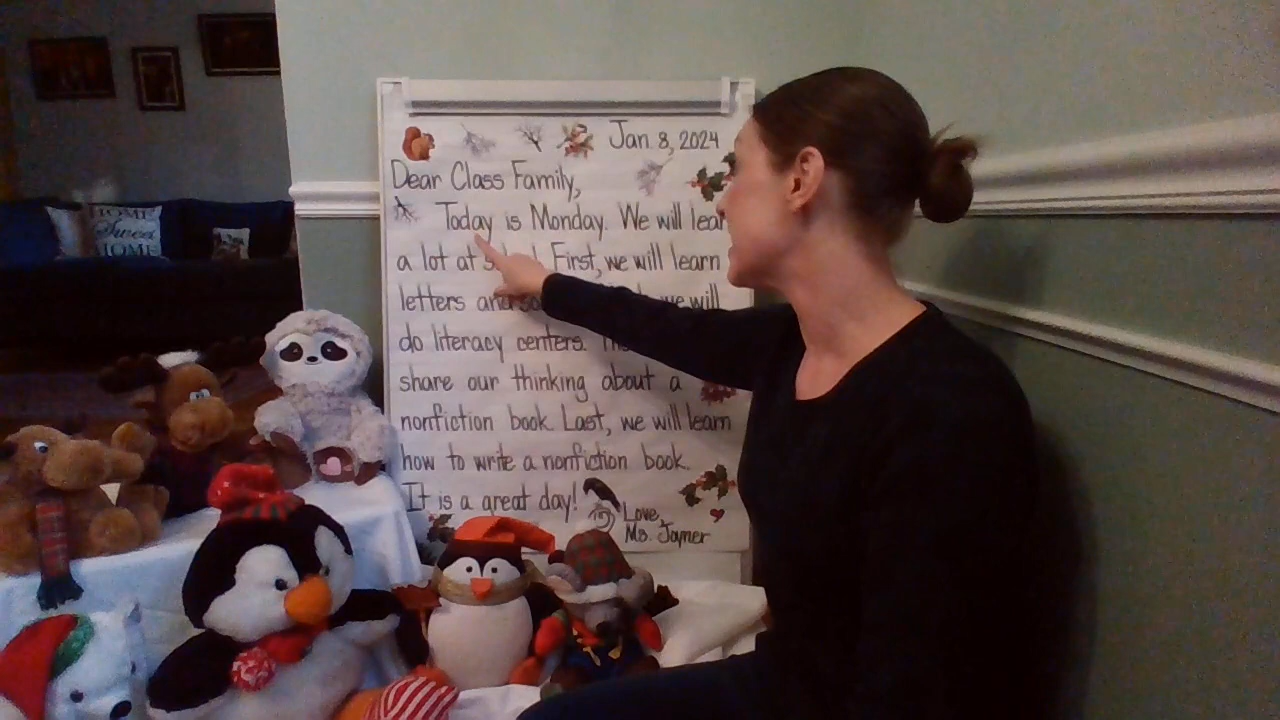 Jan 8, 2024
Dear Class Family,
Today is Monday. We will lear
a lot at First, we will learn
letters and we will
do literacy centers.
share our thinking about a
nonfiction book. Last, we will learn
how to write a nonfiction book.
It is a great day!
Love,
Ms. Joyner
HOME
Sweet
HOME